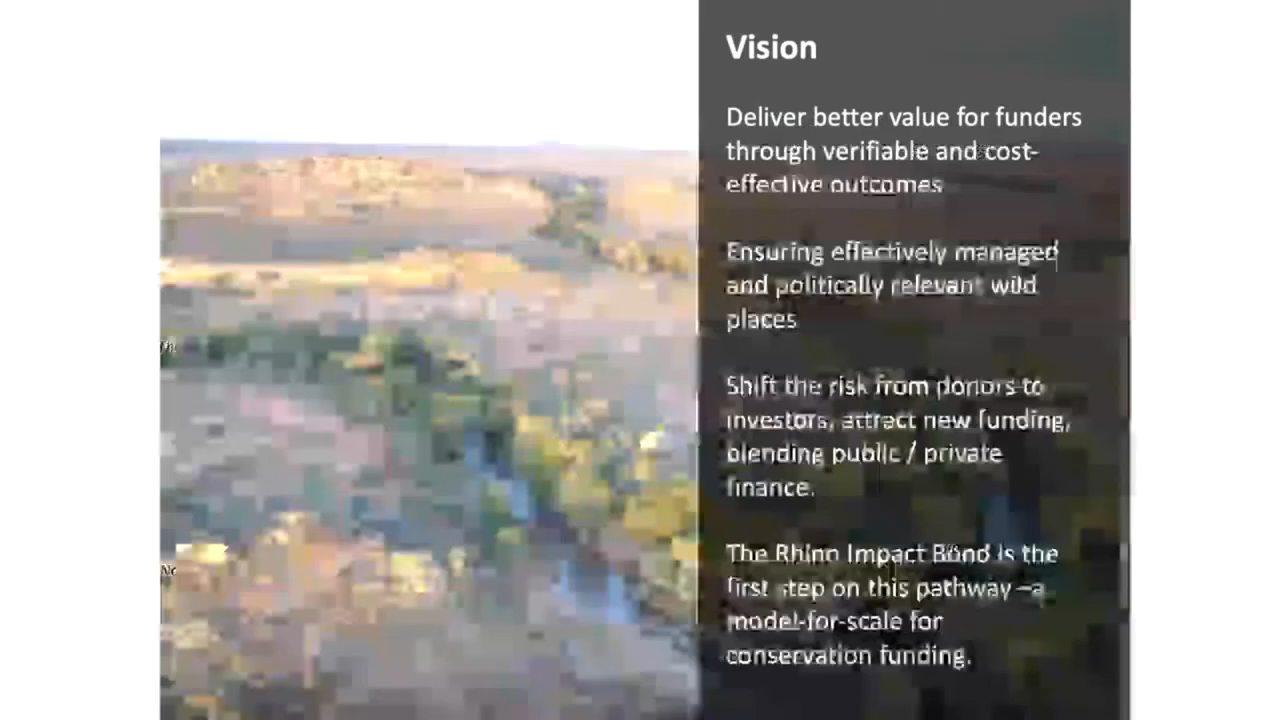 Vision
Deliver better value for funders
through verifiable and cost-
effective outcomes
Ensuring effectively managed
and politically relevant wild
places
Shift the risk from donors to
investors, attract new funding,
blending public / private
finance.
The Rhino Impact Bond is the
first step on this pathway –a
model-for-scale for
conservation funding.